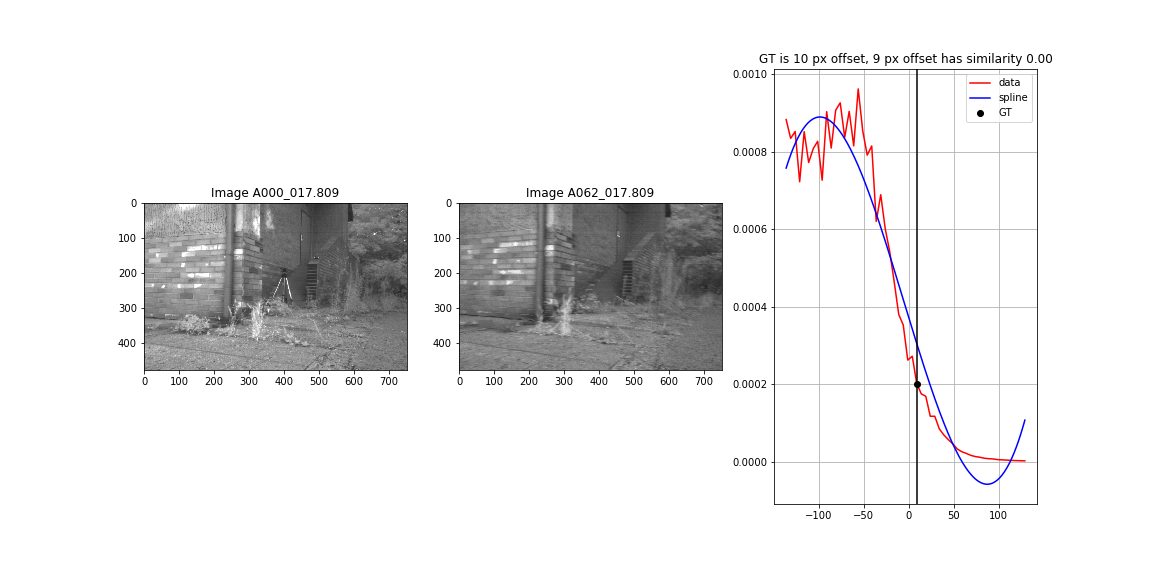 GT is 10 px offset, 9 px offset has similarity 0.00
0.0010
data
spline
GT
0.0008
Image A000_017.809
Image A062_017.809
0
0
100
100
0.0006
200
200
300
300
0.0004
400
400
0 100 200 300 400 500 600 700
0 100 200 300 400 500 600 700
0.0002
0.0000
−100 −50 0 50 100